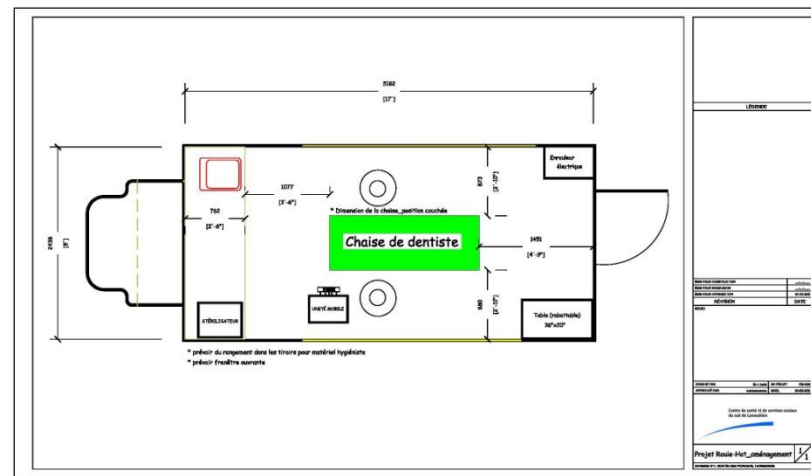 5182
[17']
LÉGENDE
Enrouleur
électrique
873
[2'-10"]
1077
[3'-6"]
762
[2'-6"]
2438
[8']
* Dimension de la chaise_position couchée
Chaise de dentiste
1451
[4'-9"]
880
[2'-11"]
UNITÉ MOBILE
STÉRILISATEUR
Table (rabattable)
36"x20"
* prévoir du rangement dans les tiroirs pour matériel hygiéniste
* prévoir frenêtre ouvrante
RÉVISION
DATE
Centre de santé et de services sociaux
du sud de Lanaudière
Projet Roule-Hot_aménagement
1
1